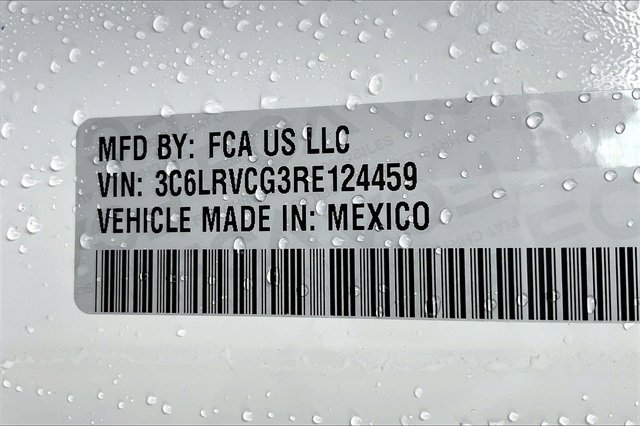 MFD BY: FCA US LLC
VIN: 3C6LRVCG3RE124459
VEHICLE MADE IN: MEXICO